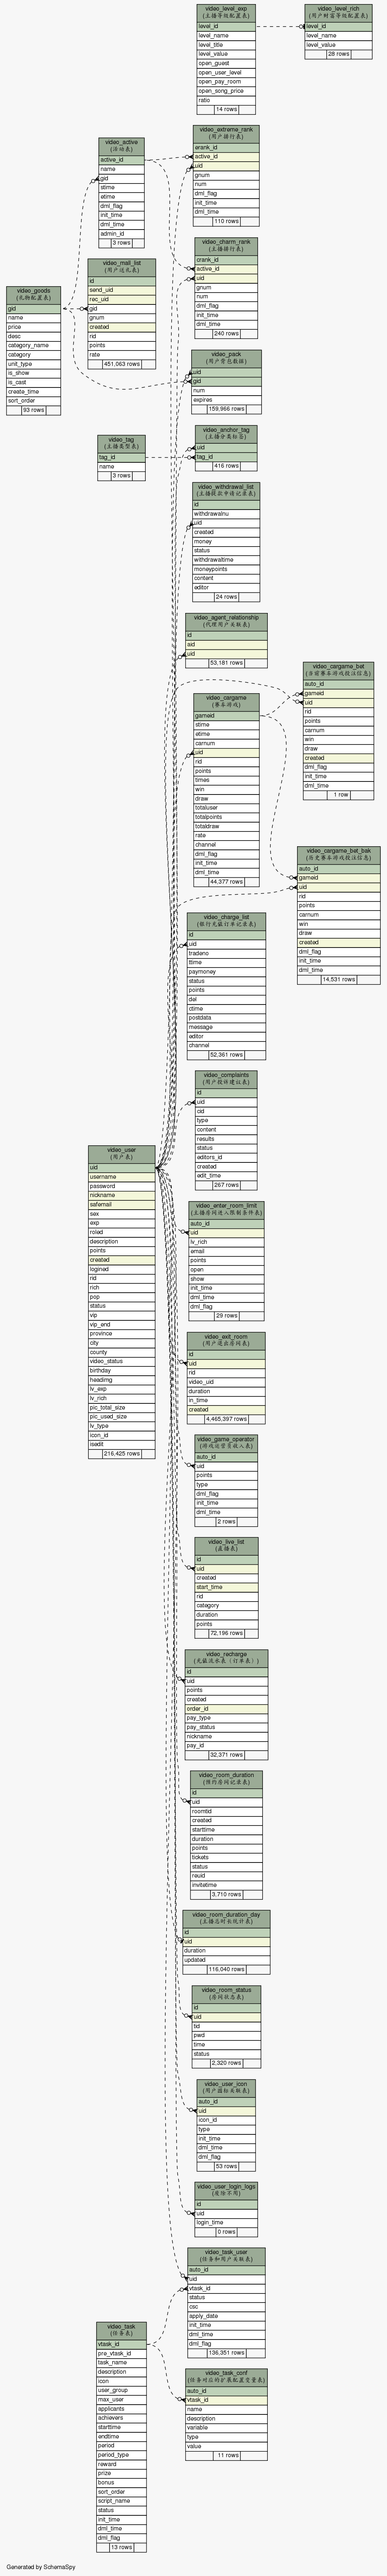 video_level_exp
(主播等级配置表)
level_id
level_name
level_title
level_value
open_guest
open_user_level
open_pay_room
open_song_price
ratio
14 rows
video_level_rich
(用户财富等级配置表)
level_id
level_name
level_value
28 rows
video_extreme_rank
(用户排行表)
erank_id
active_id
uid
gnum
num
dml_flag
init_time
dml_time
110 rows
video_active
(活动表)
active_id
name
gid
stime
etime
dml_flag
init_time
dml_time
admin_id
3 rows
video_charm_rank
(主播排行表)
crank_id
active_id
uid
gnum
num
dml_flag
init_time
dml_time
240 rows
video_mall_list
(用户送礼表)
id
send_uid
rec_uid
gid
gnum
created
rid
points
rate
451,063 rows
video_goods
(礼物配置表)
gid
name
price
desc
category_name
category
unit_type
is_show
is_cast
create_time
sort_order
93 rows
video_pack
(用户背包数据)
uid
gid
num
expires
159,966 rows
video_anchor_tag
(主播分类标签)
uid
tag_id
416 rows
video_tag
(主播类型表)
tag_id
name
3 rows
video_withdrawal_list
(主播提款申请记录表)
id
withdrawalnu
uid
created
money
status
withdrawaltime
moneypoints
content
editor
24 rows
video_agent_relationship
(代理用户关联表)
id
aid
uid
53,181 rows
video_cargame_bet
(当前赛车游戏投注信息)
auto_id
gameid
uid
rid
points
carnum
win
draw
created
dml_flag
init_time
dml_time
1 row
video_cargame
(赛车游戏)
gameid
stime
etime
carnum
uid
rid
points
times
win
draw
totaluser
totalpoints
totaldraw
rate
channel
dml_flag
init_time
dml_time
44,377 rows
video_cargame_bet_bak
(历史赛车游戏投注信息)
auto_id
gameid
uid
rid
points
carnum
win
draw
created
dml_flag
init_time
dml_time
14,531 rows
video_charge_list
(银行充值订单记录表)
id
uid
tradeno
ttime
paymoney
status
points
del
ctime
postdata
message
editor
channel
52,361 rows
video_complaints
(用户投诉建议表)
id
uid
cid
type
content
results
status
editors_id
created
edit_time
267 rows
video_user
(用户表)
uid
username
password
nickname
safemail
sex
exp
roled
description
points
created
logined
rid
rich
pop
status
vip
vip_end
province
city
county
video_status
birthday
headimg
lv_exp
lv_rich
pic_total_size
pic_used_size
lv_type
icon_id
isedit
216,425 rows
video_enter_room_limit
(主播房间进入限制条件表)
auto_id
uid
lv_rich
email
points
open
show
init_time
dml_time
dml_flag
29 rows
video_exit_room
(用户退出房间表)
id
uid
rid
video_uid
duration
in_time
created
4,465,397 rows
video_game_operator
(游戏运营员收入表)
auto_id
uid
points
type
dml_flag
init_time
dml_time
2 rows
video_live_list
(直播表)
id
uid
created
start_time
rid
category
duration
points
72,196 rows
video_recharge
(充值流水表（订单表）)
id
uid
points
created
order_id
pay_type
pay_status
nickname
pay_id
32,371 rows
video_room_duration
(预约房间记录表)
id
uid
roomtid
created
starttime
duration
points
tickets
status
reuid
invitetime
3,710 rows
video_room_duration_day
(主播总时长统计表)
id
uid
duration
updated
116,040 rows
video_room_status
(房间状态表)
id
uid
tid
pwd
time
status
2,320 rows
video_user_icon
(用户图标关联表)
auto_id
uid
icon_id
type
init_time
dml_time
dml_flag
53 rows
video_user_login_logs
(废除不用)
id
uid
login_time
0 rows
video_task_user
(任务和用户关联表)
auto_id
uid
vtask_id
status
csc
apply_date
init_time
dml_time
dml_flag
136,351 rows
video_task
(任务表)
vtask_id
pre_vtask_id
task_name
description
icon
user_group
max_user
applicants
achievers
starttime
endtime
period
period_type
reward
prize
bonus
sort_order
script_name
status
init_time
dml_time
dml_flag
13 rows
video_task_conf
(任务对应的扩展配置变量表)
auto_id
vtask_id
name
description
variable
type
value
11 rows
Generated by SchemaSpy